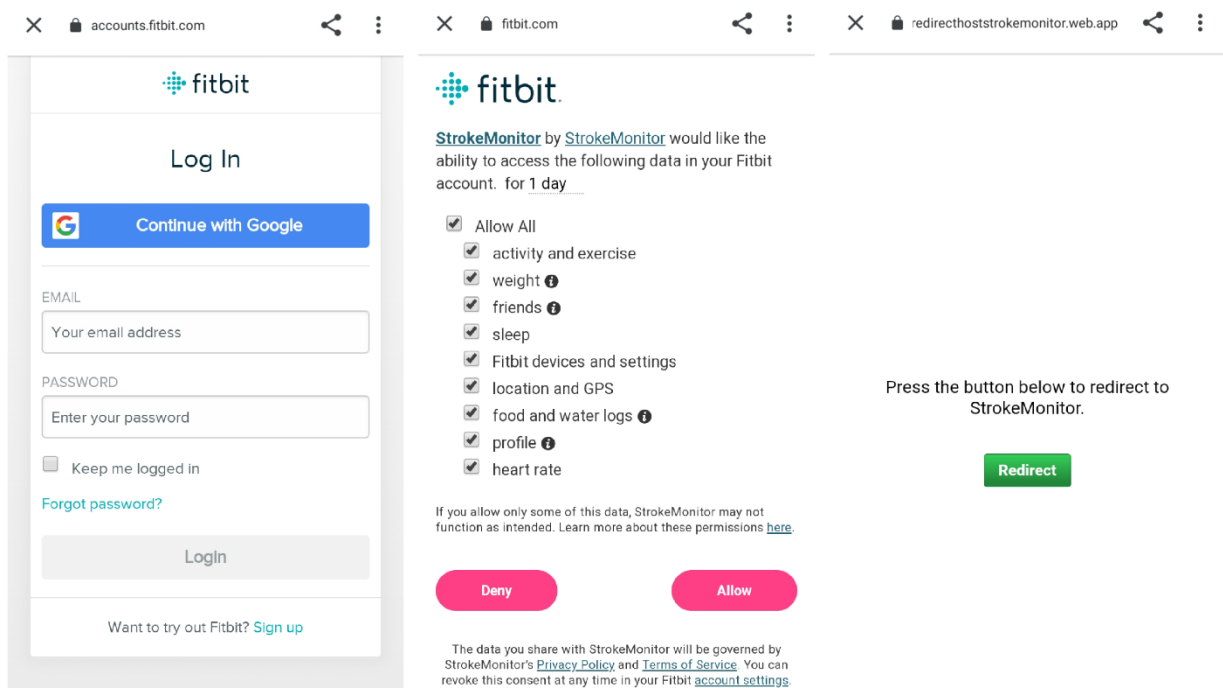 accounts.fitbit.com
fitbit
Log In
Continue with Google
EMAIL
Your email address
PASSWORD
Enter your password
Keep me logged in
Forgot password?
Login
Want to try out Fitbit? Sign up
fitbit.com
fitbit.
StrokeMonitor by StrokeMonitor would like the
ability to access the following data in your Fitbit
account. for 1 day
Allow All
activity and exercise
weight
friends
sleep
Fitbit devices and settings
location and GPS
food and water logs
profile
heart rate
If you allow only some of this data, StrokeMonitor may not
function as intended. Learn more about these permissions here.
Deny
Allow
The data you share with StrokeMonitor will be governed by
StrokeMonitor's Privacy Policy and Terms of Service. You can
revoke this consent at any time in your Fitbit account settings.
redirecthoststrokemonitor.web.app
Press the button below to redirect to
StrokeMonitor.
Redirect